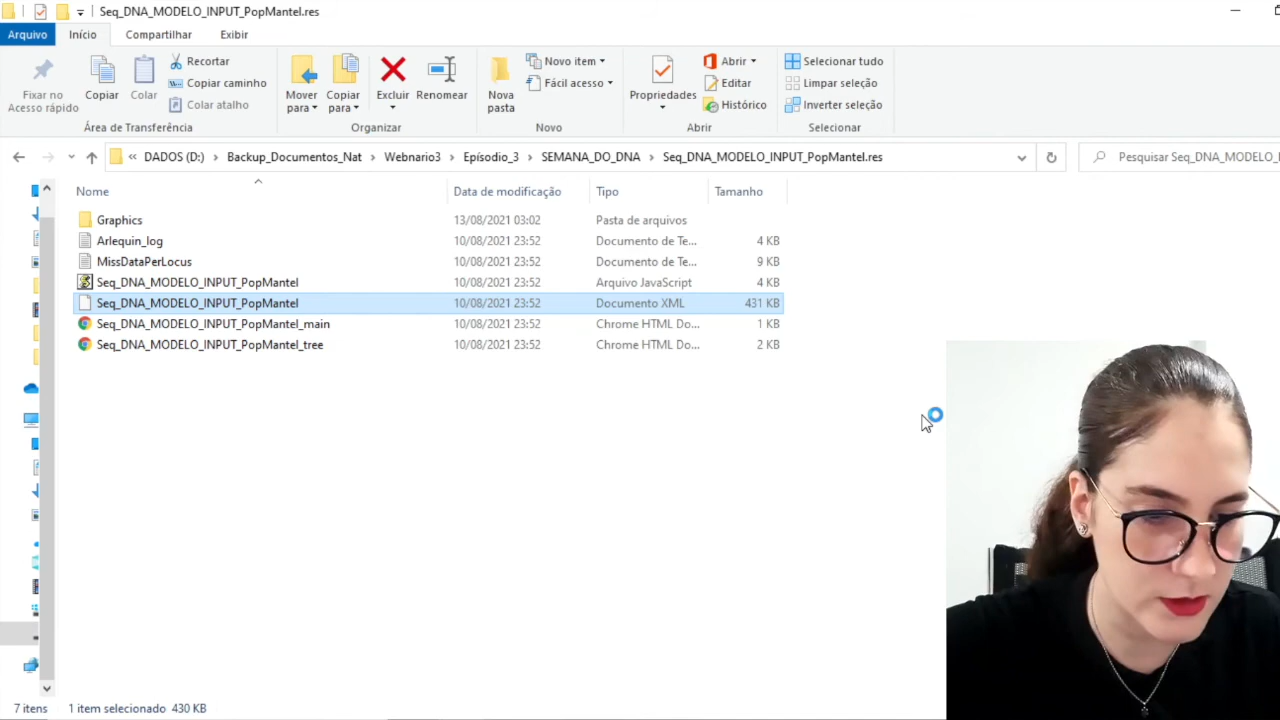 Seq_DNA_MODELO_INPUT_PopMantel.res
Arquivo Início Compartilhar Exibir
Fixar no Acesso rápido
Copiar
Colar
Recortar
Copiar caminho
Colar atalho
Área de Transferência
Mover para
Copiar para
Excluir
Renomear
Organizar
Nova pasta
Novo item
Fácil acesso
Novo
Propriedades
Abrir
Editar
Histórico
Abrir
Selecionar tudo
Limpar seleção
Inverter seleção
Selecionar
« DADOS (D:) > Backup_Documentos_Nat > Webnario3 > Epísodio_3 > SEMANA_DO_DNA > Seq_DNA_MODELO_INPUT_PopMantel.res
Pesquisar Seq_DNA_MODELO_I
Nome Data de modificação Tipo Tamanho
Graphics 13/08/2021 03:02 Pasta de arquivos
Arlequin_log 10/08/2021 23:52 Documento de Te... 4 KB
MissDataPerLocus 10/08/2021 23:52 Documento de Te... 9 KB
Seq_DNA_MODELO_INPUT_PopMantel 10/08/2021 23:52 Arquivo JavaScript 4 KB
Seq_DNA_MODELO_INPUT_PopMantel 10/08/2021 23:52 Documento XML 431 KB
Seq_DNA_MODELO_INPUT_PopMantel_main 10/08/2021 23:52 Chrome HTML Do... 1 KB
Seq_DNA_MODELO_INPUT_PopMantel_tree 10/08/2021 23:52 Chrome HTML Do... 2 KB
7 itens 1 item selecionado 430 KB